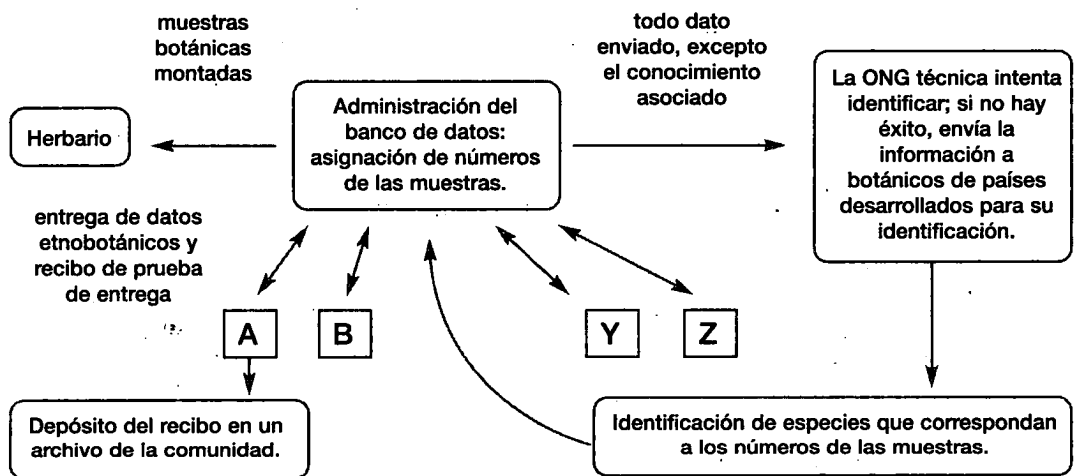 muestras
botánicas
montadas
todo dato
enviado, excepto
el conocimiento
asociado
Herbario
Administración del
banco de datos:
asignación de números
de las muestras.
La ONG técnica intenta
identificar; si no hay
éxito, envía la
información a
botánicos de países
desarrollados para su
identificación.
entrega de datos
etnobotánicos y
recibo de prueba
de entrega
A
B
Y
Z
Depósito del recibo en un
archivo de la comunidad.
Identificación de especies que correspondan
a los números de las muestras.